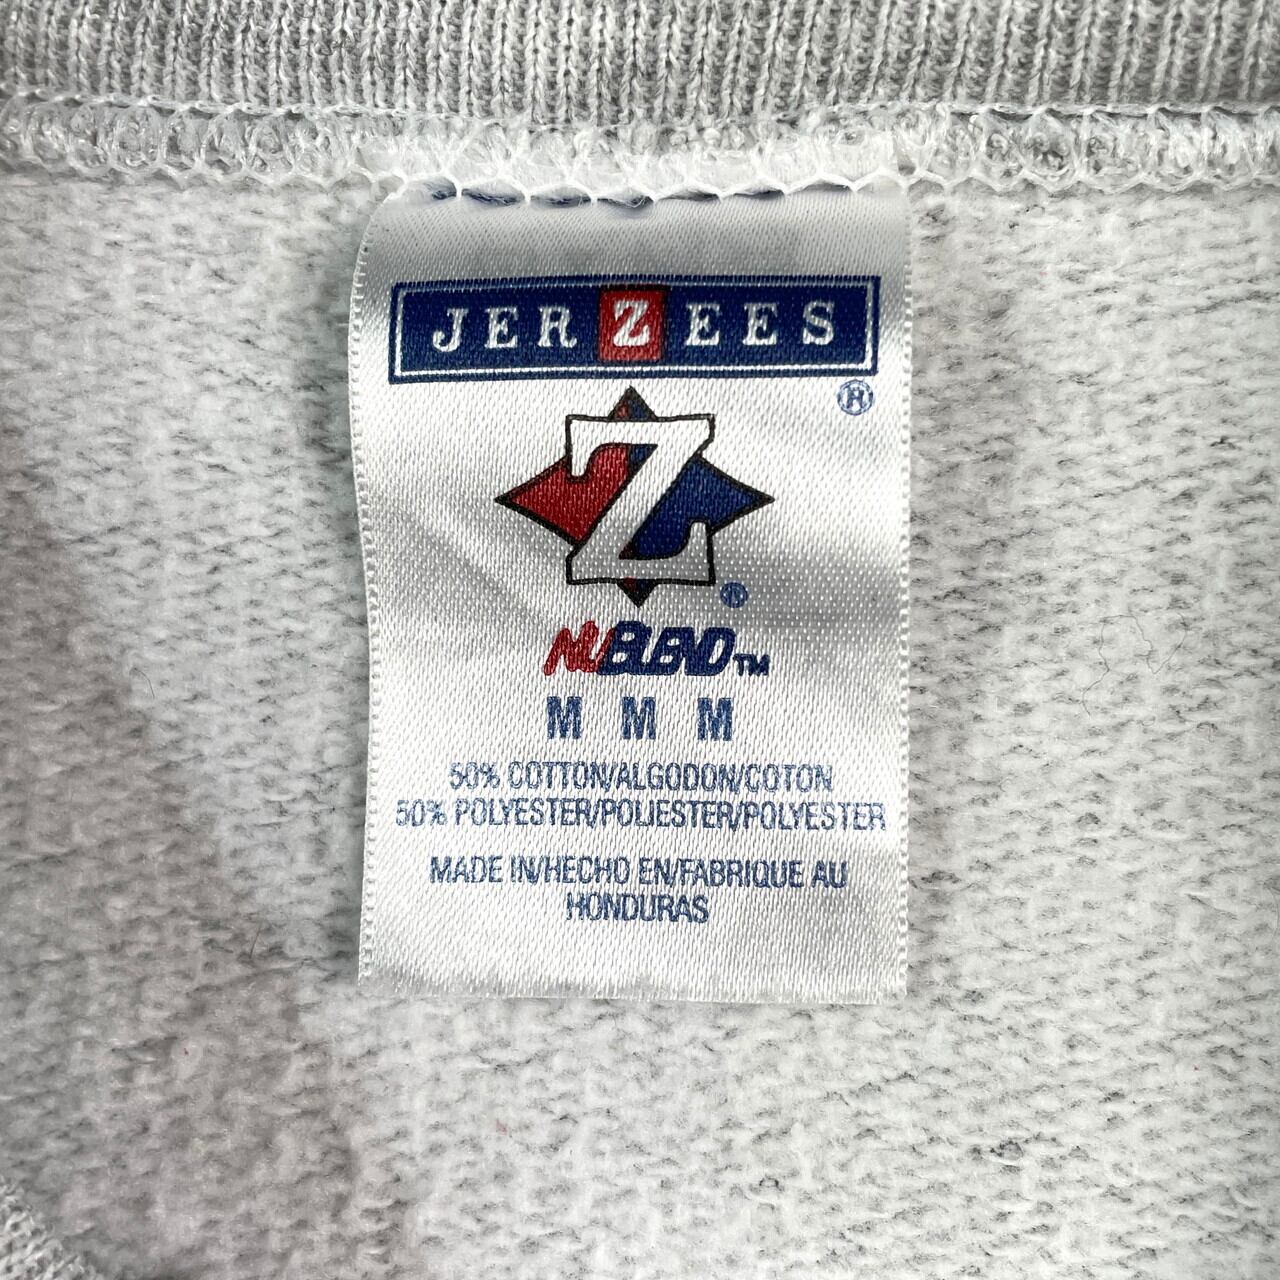 JERZEES
®
Z
®
NUBLEND™
M M M
50% COTTON/ALGODON/COTON
50% POLYESTER/POLIESTER/POLYESTER
MADE IN/HECHO EN/FABRIQUE AU
HONDURAS